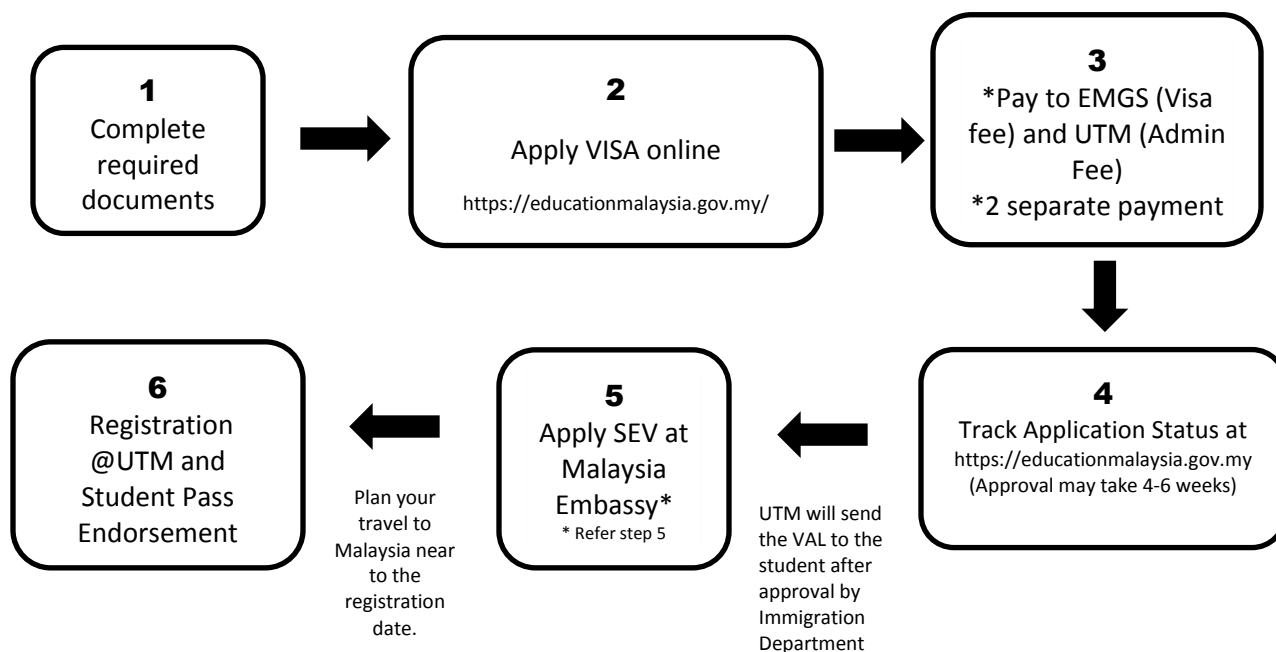 1
Complete
required
documents
2
Apply VISA online
https://educationmalaysia.gov.my/
3
*Pay to EMGS (Visa
fee) and UTM (Admin
Fee)
*2 separate payment
4
Track Application Status at
https://educationmalaysia.gov.my
(Approval may take 4-6 weeks)
UTM will send
the VAL to the
student after
approval by
Immigration
Department
5
Apply SEV at
Malaysia
Embassy*
* Refer step 5
Plan your
travel to
Malaysia near
to the
registration
date.
6
Registration
@UTM and
Student Pass
Endorsement